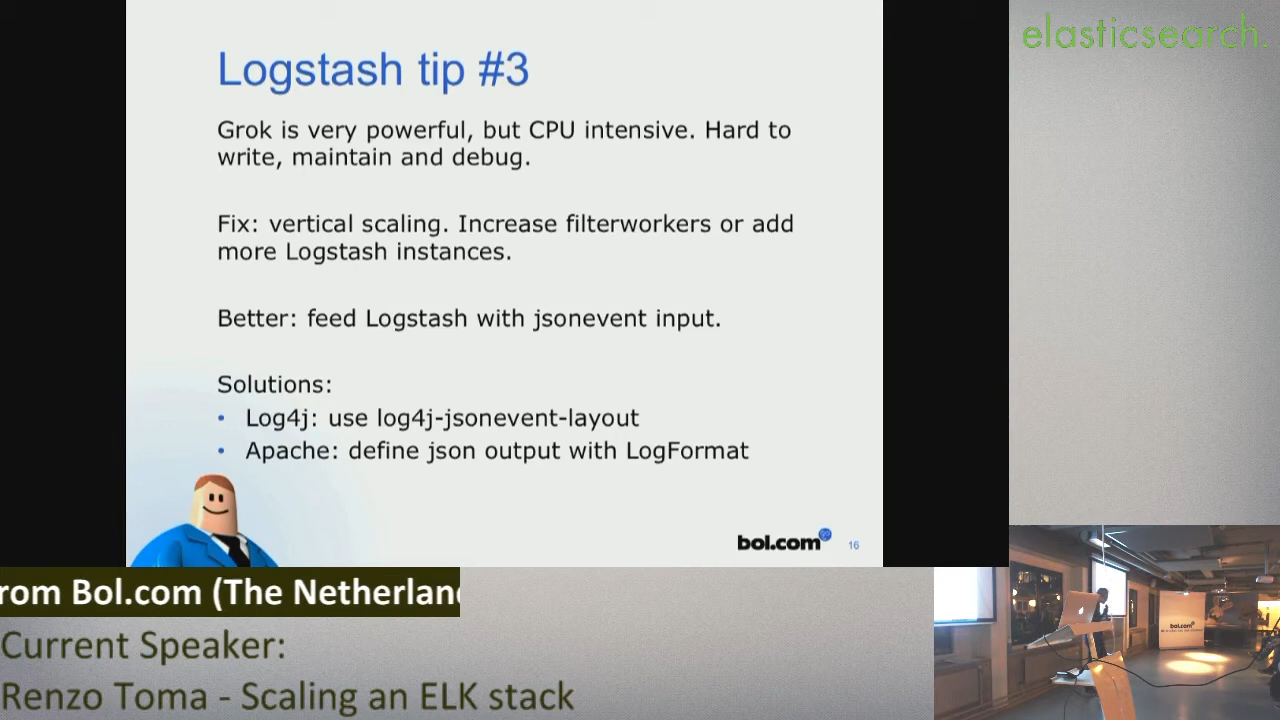 elasticsearch.
Logstash tip #3
Grok is very powerful, but CPU intensive. Hard to
write, maintain and debug.
Fix: vertical scaling. Increase filterworkers or add
more Logstash instances.
Better: feed Logstash with jsonevent input.
Solutions:
• Log4j: use log4j-jsonevent-layout
• Apache: define json output with LogFormat
bol.com
16
rom Bol.com (The Netherlan
Current Speaker:
Renzo Toma - Scaling an ELK stack
bol.com